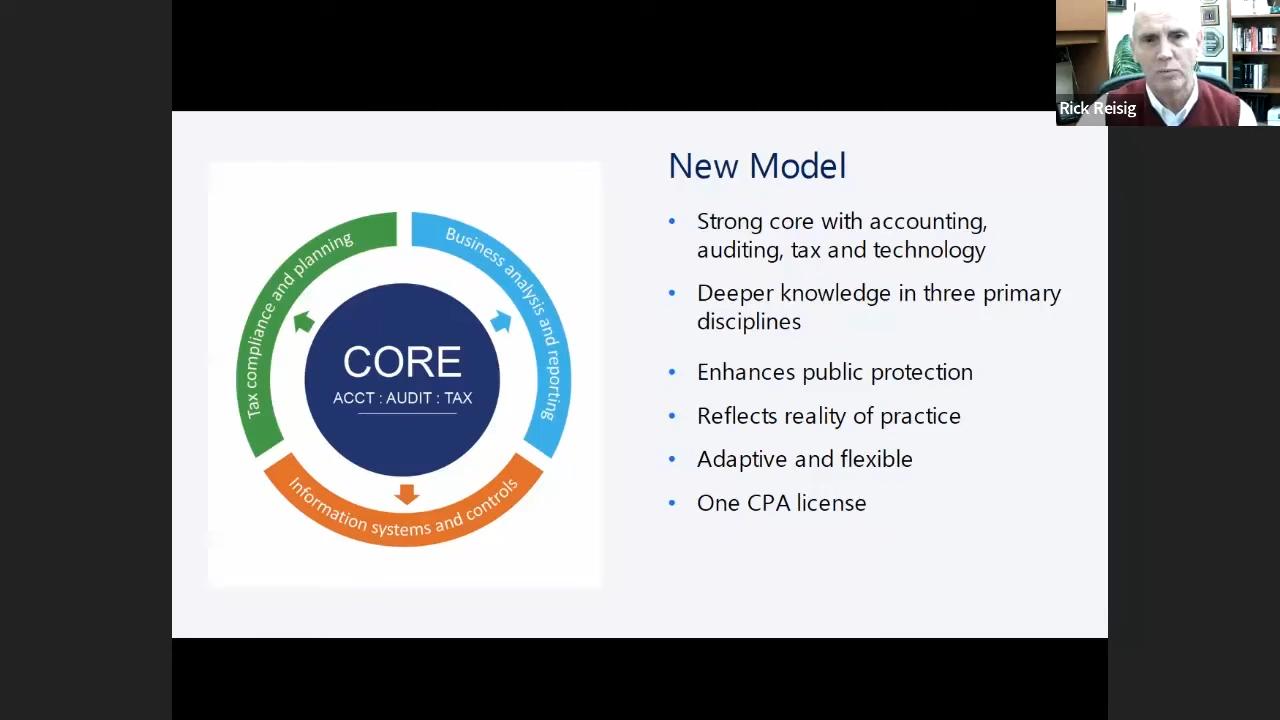 Rick Reisig
New Model
Tax compliance and planning
Business analysis and reporting
Information systems and controls
CORE
ACCT : AUDIT : TAX
• Strong core with accounting,
auditing, tax and technology
• Deeper knowledge in three primary
disciplines
• Enhances public protection
• Reflects reality of practice
• Adaptive and flexible
• One CPA license